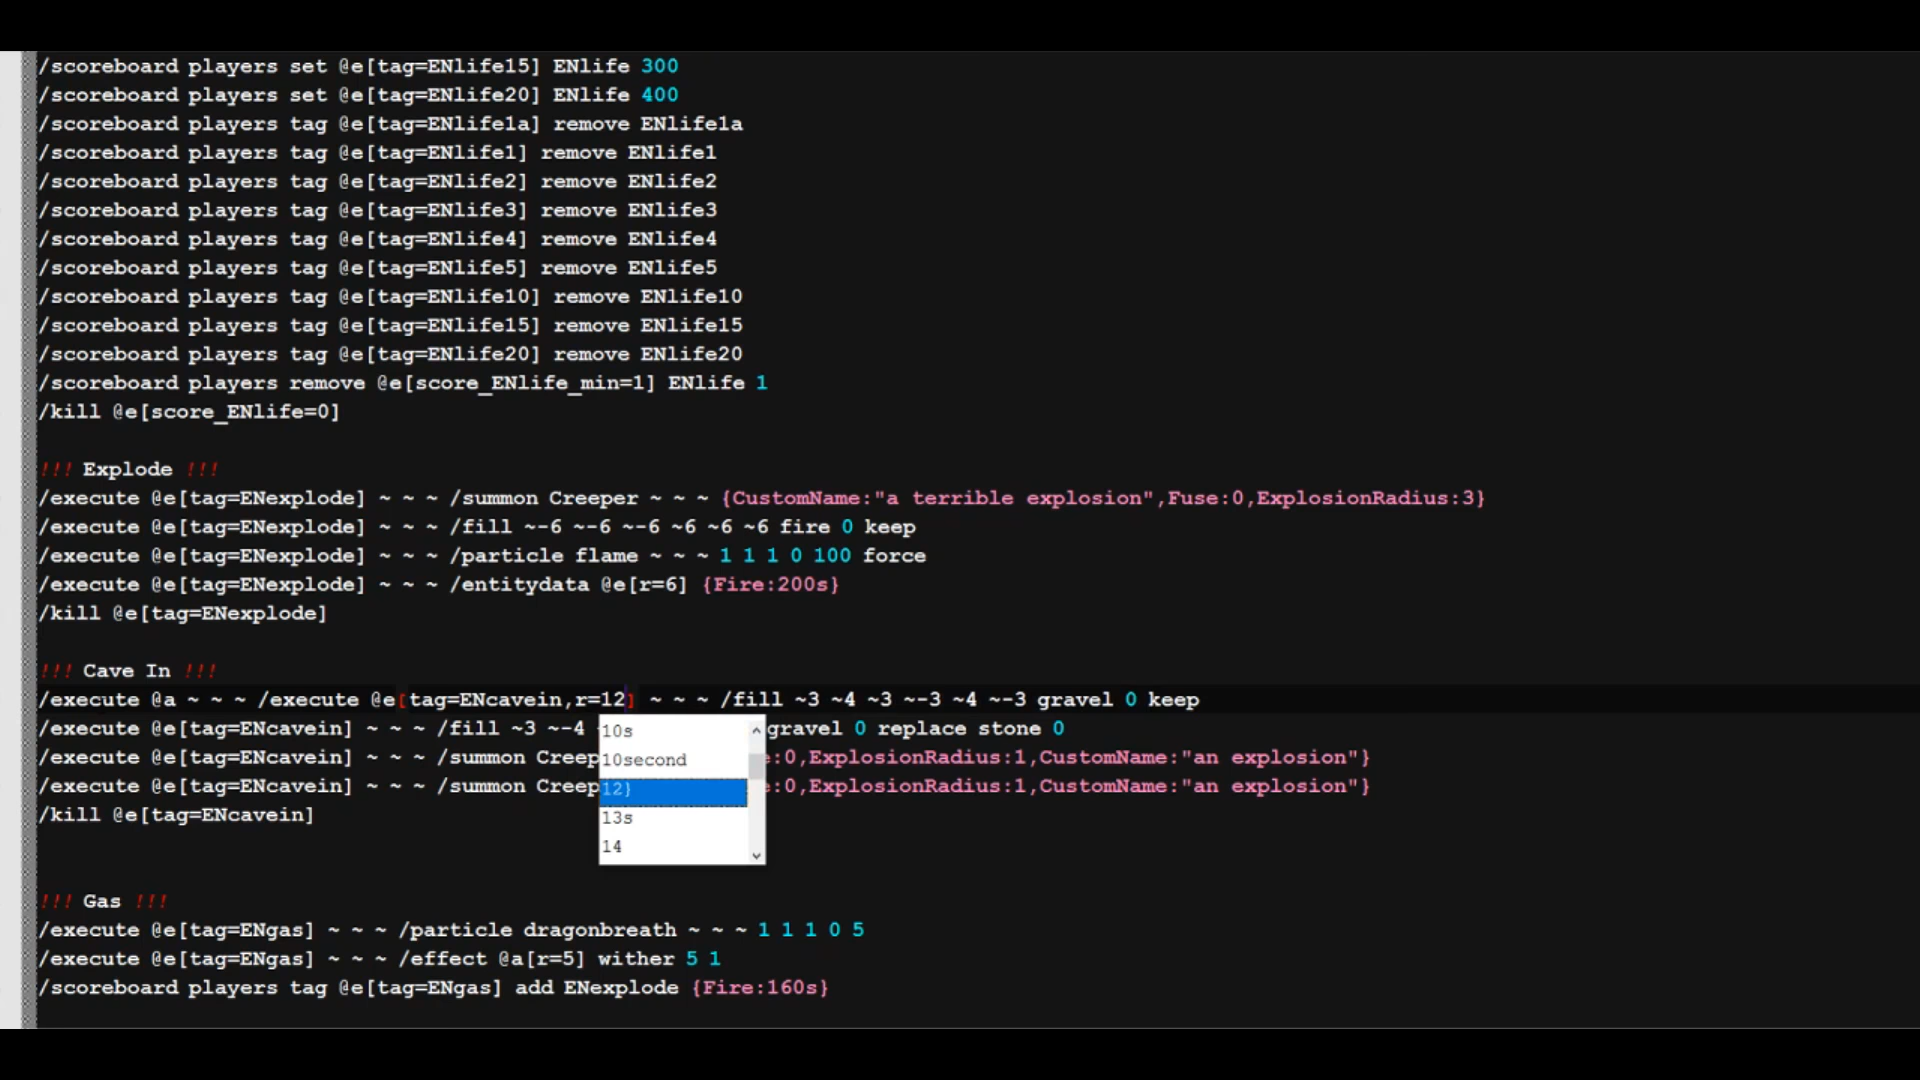 /scoreboard players set @e[tag=ENlife15] ENlife 300
/scoreboard players set @e[tag=ENlife20] ENlife 400
/scoreboard players tag @e[tag=ENlife1a] remove ENlife1a
/scoreboard players tag @e[tag=ENlife1] remove ENlife1
/scoreboard players tag @e[tag=ENlife2] remove ENlife2
/scoreboard players tag @e[tag=ENlife3] remove ENlife3
/scoreboard players tag @e[tag=ENlife4] remove ENlife4
/scoreboard players tag @e[tag=ENlife5] remove ENlife5
/scoreboard players tag @e[tag=ENlife10] remove ENlife10
/scoreboard players tag @e[tag=ENlife15] remove ENlife15
/scoreboard players tag @e[tag=ENlife20] remove ENlife20
/scoreboard players remove @e[score_ENlife_min=1] ENlife 1
/kill @e[score_ENlife=0]
!!! Explode !!!
/execute @e[tag=ENexplode] ~ ~ ~ /summon Creeper ~ ~ ~ {CustomName:"a terrible explosion",Fuse:0,ExplosionRadius:3}
/execute @e[tag=ENexplode] ~ ~ ~ /fill ~-6 ~-6 ~-6 ~6 ~6 ~6 fire 0 keep
/execute @e[tag=ENexplode] ~ ~ ~ /particle flame ~ ~ ~ 1 1 1 0 100 force
/execute @e[tag=ENexplode] ~ ~ ~ /entitydata @e[r=6] {Fire:200s}
/kill @e[tag=ENexplode]
!!! Cave In !!!
/execute @a ~ ~ ~ /execute @e[tag=ENcavein,r=12] ~ ~ ~ /fill ~3 ~4 ~3 ~-3 ~4 ~-3 gravel 0 keep
/execute @e[tag=ENcavein] ~ ~ ~ /fill ~3 ~-4 gravel 0 replace stone 0
/execute @e[tag=ENcavein] ~ ~ ~ /summon Creep e:0,ExplosionRadius:1,CustomName:"an explosion"}
/execute @e[tag=ENcavein] ~ ~ ~ /summon Creep e:0,ExplosionRadius:1,CustomName:"an explosion"}
/kill @e[tag=ENcavein]
10s
10second
12}
13s
14
!!! Gas !!!
/execute @e[tag=ENgas] ~ ~ ~ /particle dragonbreath ~ ~ ~ 1 1 1 0 5
/execute @e[tag=ENgas] ~ ~ ~ /effect @a[r=5] wither 5 1
/scoreboard players tag @e[tag=ENgas] add ENexplode {Fire:160s}